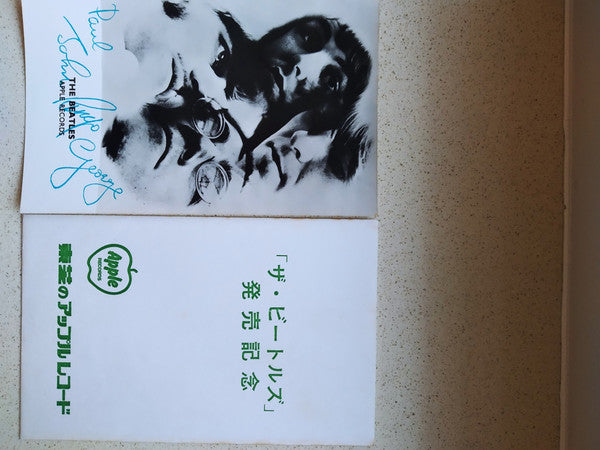 Paul
John Ringo
George
THE BEATLES
APPLE RECORDS
「ザ・ビートルズ」
発売記念
Apple
RECORDS
東芝のアップルレコード